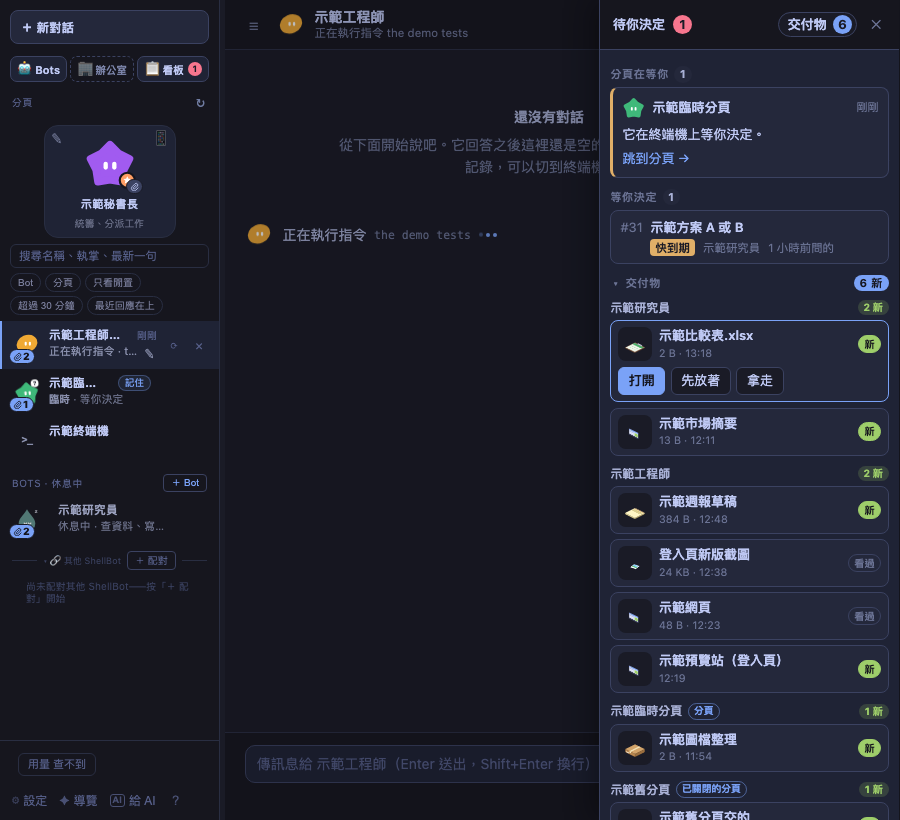 + 新對話
Bots
辦公室
看板 1
分頁
示範秘書長
統籌、分派工作
搜尋名稱、執掌、最新一句
Bot
分頁
只看閒置
超過 30 分鐘
最近回應在上
示範工程師... 剛剛
2 正在執行指令 · t...
示範臨... 記住
1 臨時 · 等你決定
>_ 示範終端機
BOTS · 休息中 + Bot
示範研究員
2 休息中 · 查資料、寫...
其他 ShellBot + 配對
尚未配對其他 ShellBot——按「+ 配
對」開始
用量 查不到
設定
導覽
AI 給 AI
?
示範工程師
正在執行指令 the demo tests
還沒有對話
從下面開始說吧。它回答之後這裡還是空的
記錄，可以切到終端機
正在執行指令 the demo tests
傳訊息給 示範工程師（Enter 送出，Shift+Enter 換行）
待你決定 1
交付物 6
分頁在等你 1
示範臨時分頁 剛剛
它在終端機上等你決定。
跳到分頁 →
等你決定 1
#31 示範方案 A 或 B
快到期 示範研究員 1 小時前問的
交付物 6 新
示範研究員 2 新
示範比較表.xlsx
2 B · 13:18
新
打開
先放著
拿走
示範市場摘要
13 B · 12:11
新
示範工程師 2 新
示範週報草稿
384 B · 12:48
新
登入頁新版截圖
24 KB · 12:38
看過
示範網頁
48 B · 12:23
看過
示範預覽站（登入頁）
12:19
新
示範臨時分頁 分頁 1 新
示範圖檔整理
2 B · 11:54
新
示範舊分頁 已關閉的分頁 1 新
示範舊分頁交的